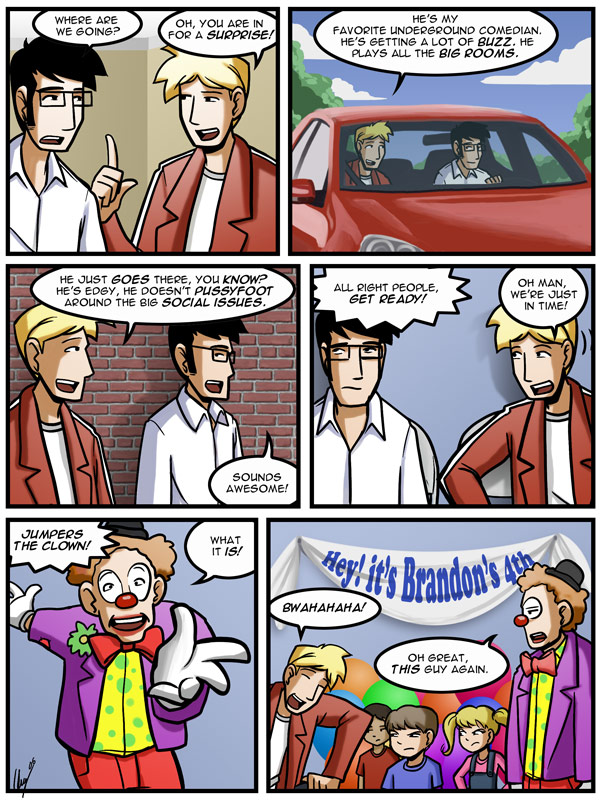 WHERE ARE
WE GOING?
OH, YOU ARE IN
FOR A SURPRISE!
HE'S MY
FAVORITE UNDERGROUND COMEDIAN.
HE'S GETTING A LOT OF BUZZ. HE
PLAYS ALL THE BIG ROOMS.
HE JUST GOES THERE, YOU KNOW?
HE'S EDGY, HE DOESN'T PUSSYFOOT
AROUND THE BIG SOCIAL ISSUES.
SOUNDS
AWESOME!
ALL RIGHT PEOPLE,
GET READY!
OH MAN,
WE'RE JUST
IN TIME!
JUMPERS
THE CLOWN!
WHAT
IT IS!
Hey! it's Brandon's 4th
BWAHAHAHA!
OH GREAT,
THIS GUY AGAIN.